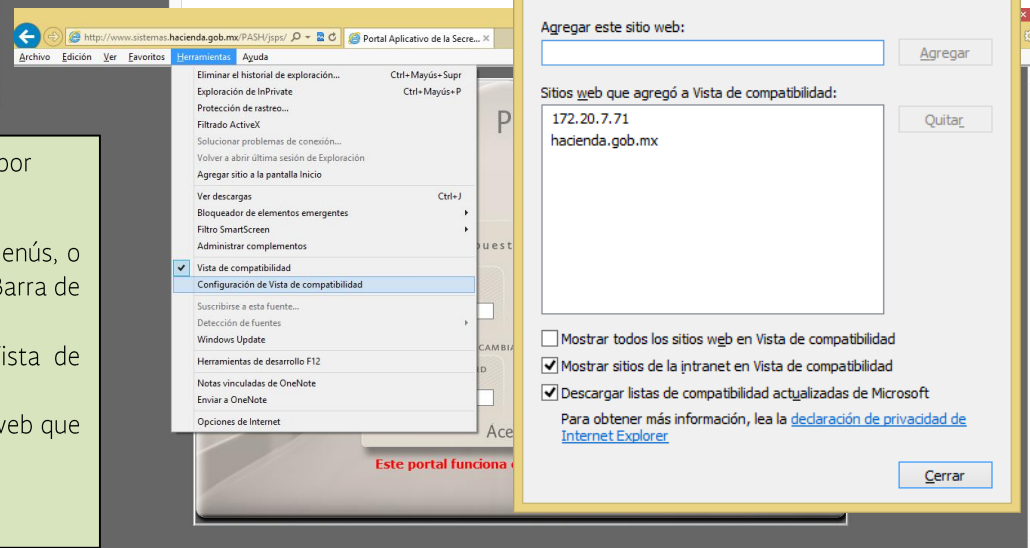 por
enús, o
Barra de
Vista de
web que
http://www.sistemas.hacienda.gob.mx/PASH/jsps/
Portal Aplicativo de la Secre...
Archivo Edición Ver Favoritos Herramientas Ayuda
Eliminar el historial de exploración... Ctrl+Mayús+Supr
Exploración de InPrivate Ctrl+Mayús+P
Protección de rastreo...
Filtrado ActiveX
Solucionar problemas de conexión...
Volver a abrir última sesión de Exploración
Agregar sitio a la pantalla Inicio
Ver descargas Ctrl+J
Bloqueador de elementos emergentes
Filtro SmartScreen
Administrar complementos
Vista de compatibilidad
Configuración de Vista de compatibilidad
Suscribirse a esta fuente...
Detección de fuentes
Windows Update
Herramientas de desarrollo F12
Notas vinculadas de OneNote
Enviar a OneNote
Opciones de Internet
P
uest
CAMBIA
Ace
Este portal funciona
Agregar este sitio web:
Agregar
Sitios web que agregó a Vista de compatibilidad:
172.20.7.71
hacienda.gob.mx
Quitar
Mostrar todos los sitios web en Vista de compatibilidad
Mostrar sitios de la intranet en Vista de compatibilidad
Descargar listas de compatibilidad actualizadas de Microsoft
Para obtener más información, lea la declaración de privacidad de
Internet Explorer
Cerrar